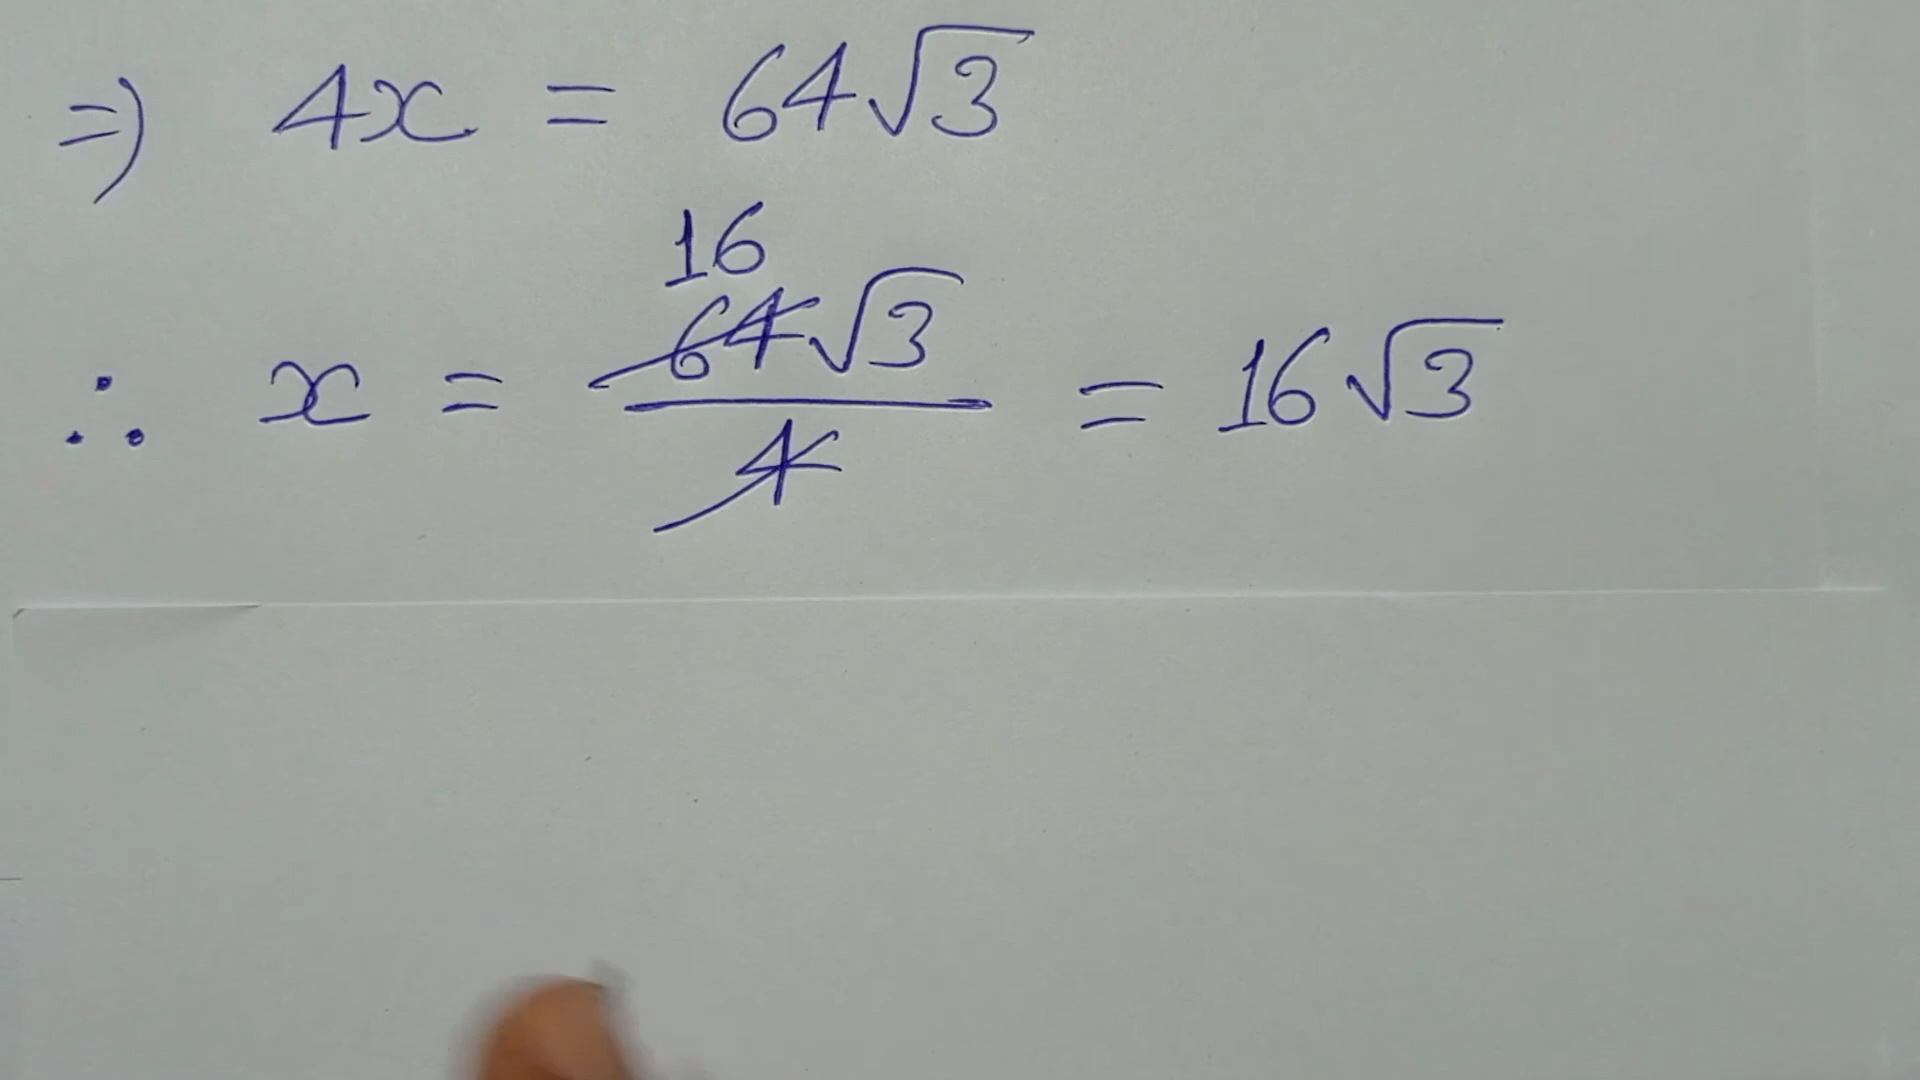 ⇒ 4x = 64√3
16
∴ x = 64√3/4 = 16√3